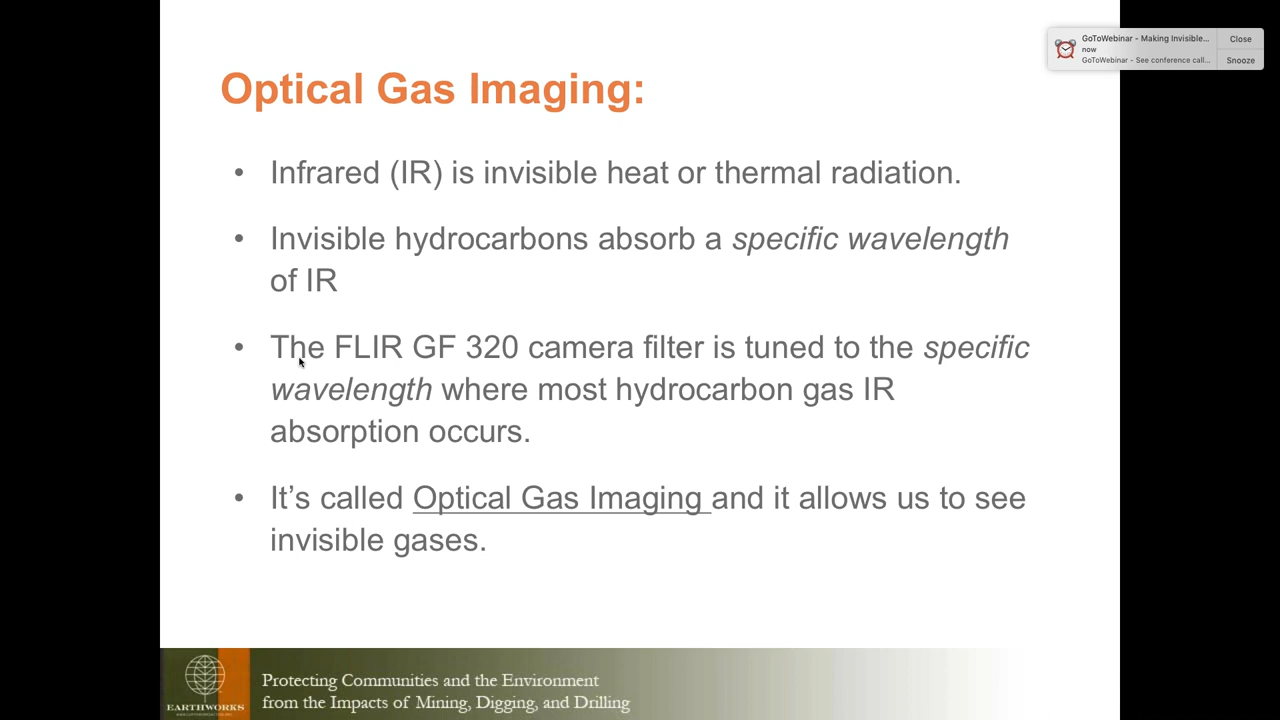 Optical Gas Imaging:
• Infrared (IR) is invisible heat or thermal radiation.
• Invisible hydrocarbons absorb a specific wavelength
of IR
• The FLIR GF 320 camera filter is tuned to the specific
wavelength where most hydrocarbon gas IR
absorption occurs.
• It’s called Optical Gas Imaging and it allows us to see
invisible gases.
GoToWebinar - Making Invisible...
now
GoToWebinar - See conference call...
Close
Snooze
EARTHWORKS
Protecting Communities and the Environment
from the Impacts of Mining, Digging, and Drilling